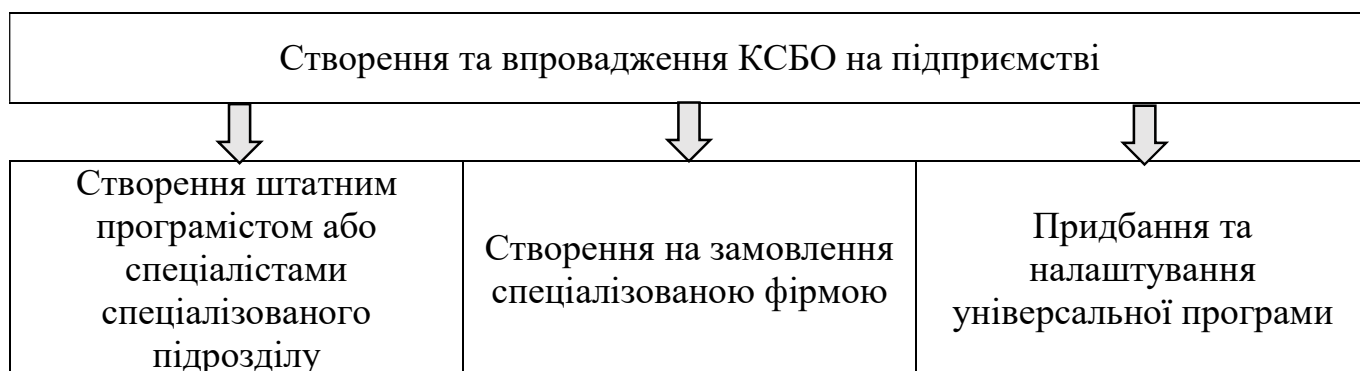 Створення та впровадження КСБО на підприємстві
Створення штатним
програмістом або
спеціалістами
спеціалізованого
підрозділу
Створення на замовлення
спеціалізованою фірмою
Придбання та
налаштування
універсальної програми